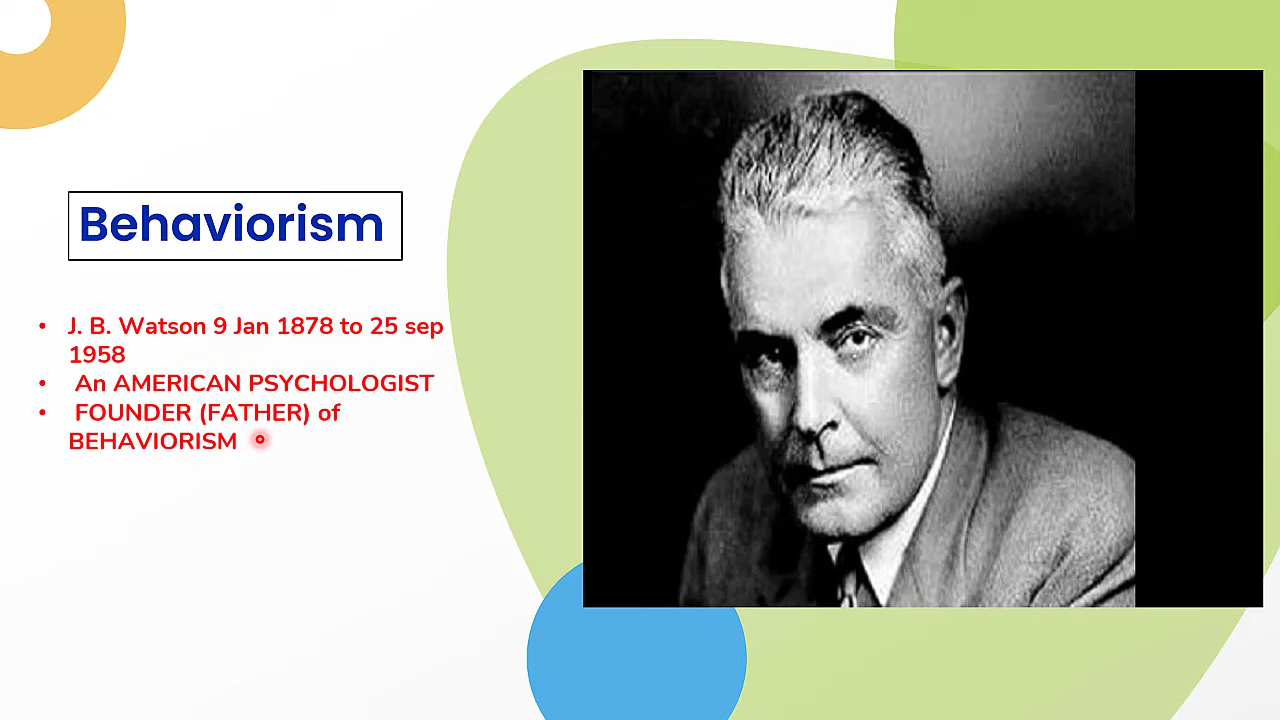 Behaviorism
• J. B. Watson 9 Jan 1878 to 25 sep
1958
• An AMERICAN PSYCHOLOGIST
• FOUNDER (FATHER) of
BEHAVIORISM